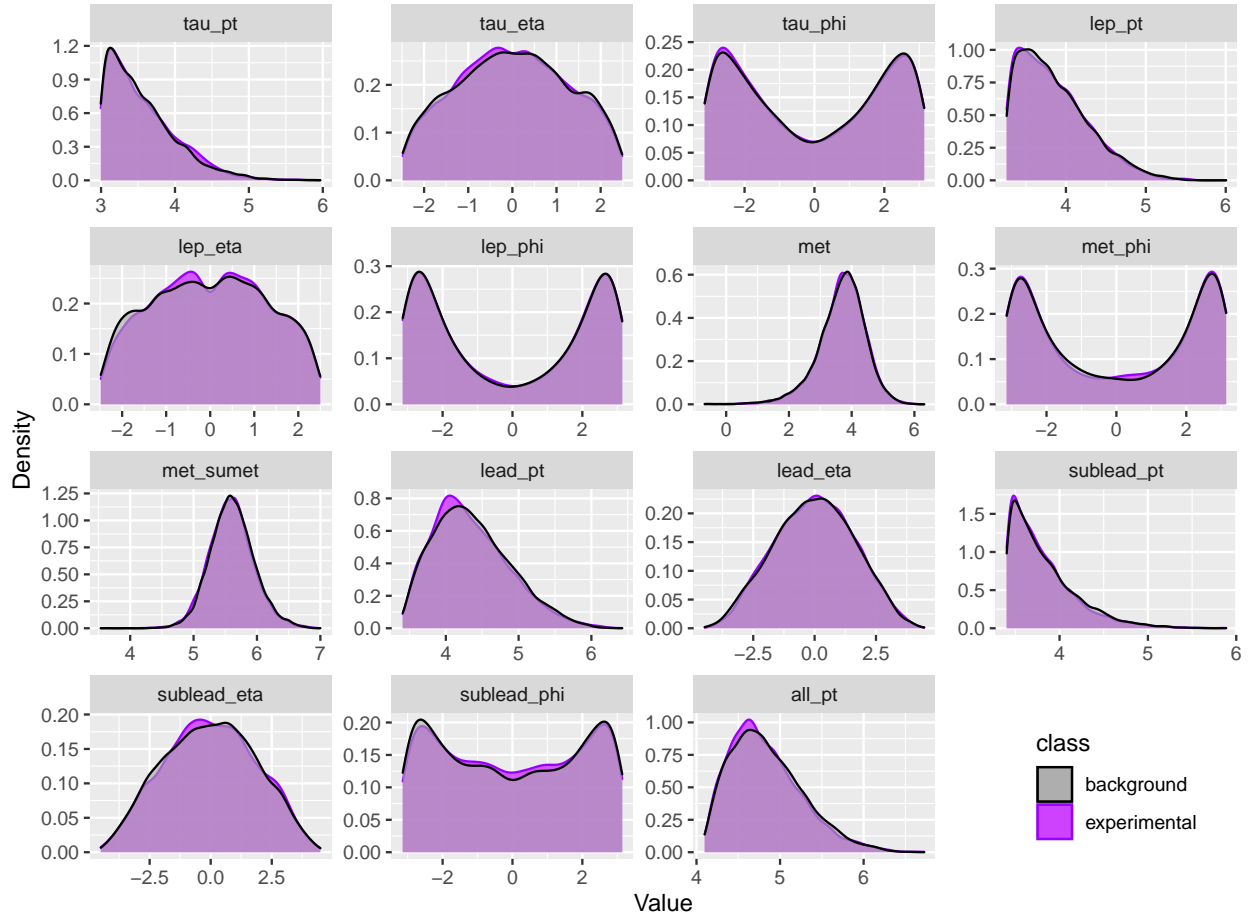 tau_pt
tau_eta
tau_phi
lep_pt
1.2
0.9
0.6
0.3
0.0
3 4 5 6
0.2
0.1
0.0
−2 −1 0 1 2
0.25
0.20
0.15
0.10
0.05
0.00
−2 0 2
1.00
0.75
0.50
0.25
0.00
4 5 6
lep_eta
lep_phi
met
met_phi
0.2
0.1
0.0
−2 −1 0 1 2
0.3
0.2
0.1
0.0
−2 0 2
0.6
0.4
0.2
0.0
0 2 4 6
0.3
0.2
0.1
0.0
−2 0 2
Density
met_sumet
lead_pt
lead_eta
sublead_pt
1.25
1.00
0.75
0.50
0.25
0.00
4 5 6 7
0.8
0.6
0.4
0.2
0.0
4 5 6
0.20
0.15
0.10
0.05
0.00
−2.5 0.0 2.5
1.5
1.0
0.5
0.0
4 5 6
sublead_eta
sublead_phi
all_pt
0.20
0.15
0.10
0.05
0.00
−2.5 0.0 2.5
0.20
0.15
0.10
0.05
0.00
−2 0 2
1.00
0.75
0.50
0.25
0.00
4 5 6
class
background
experimental
Value